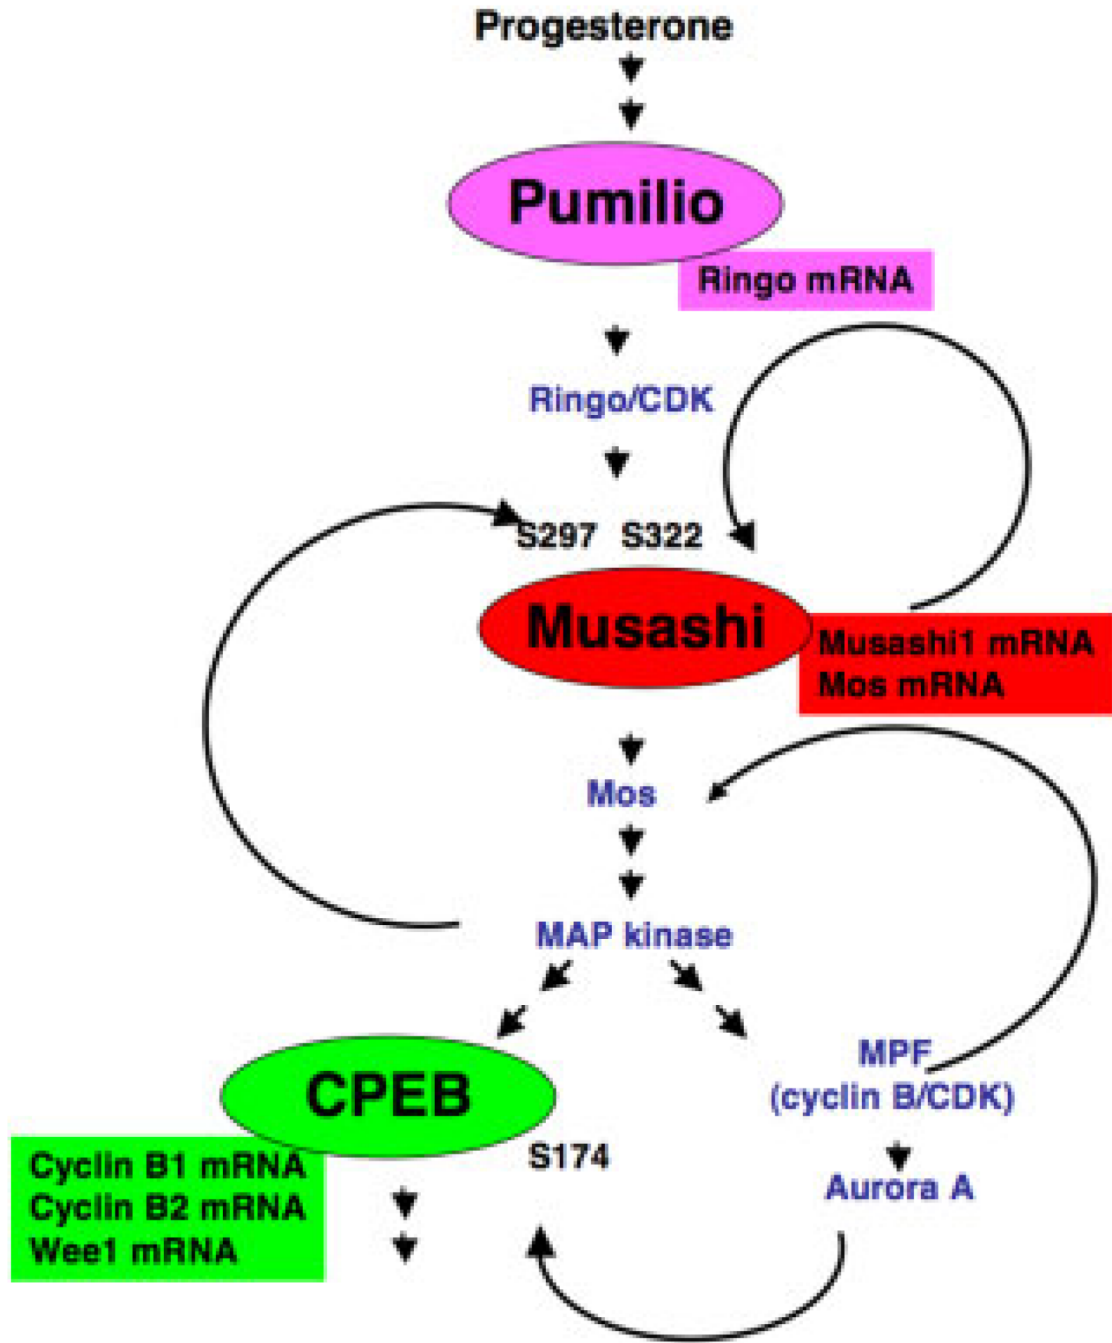 Progesterone
Pumilio
Ringo mRNA
Ringo/CDK
S297 S322
Musashi
Musashi1 mRNA
Mos mRNA
Mos
MAP kinase
CPEB
MPF
(cyclin B/CDK)
Cyclin B1 mRNA
Cyclin B2 mRNA
Wee1 mRNA
S174
Aurora A